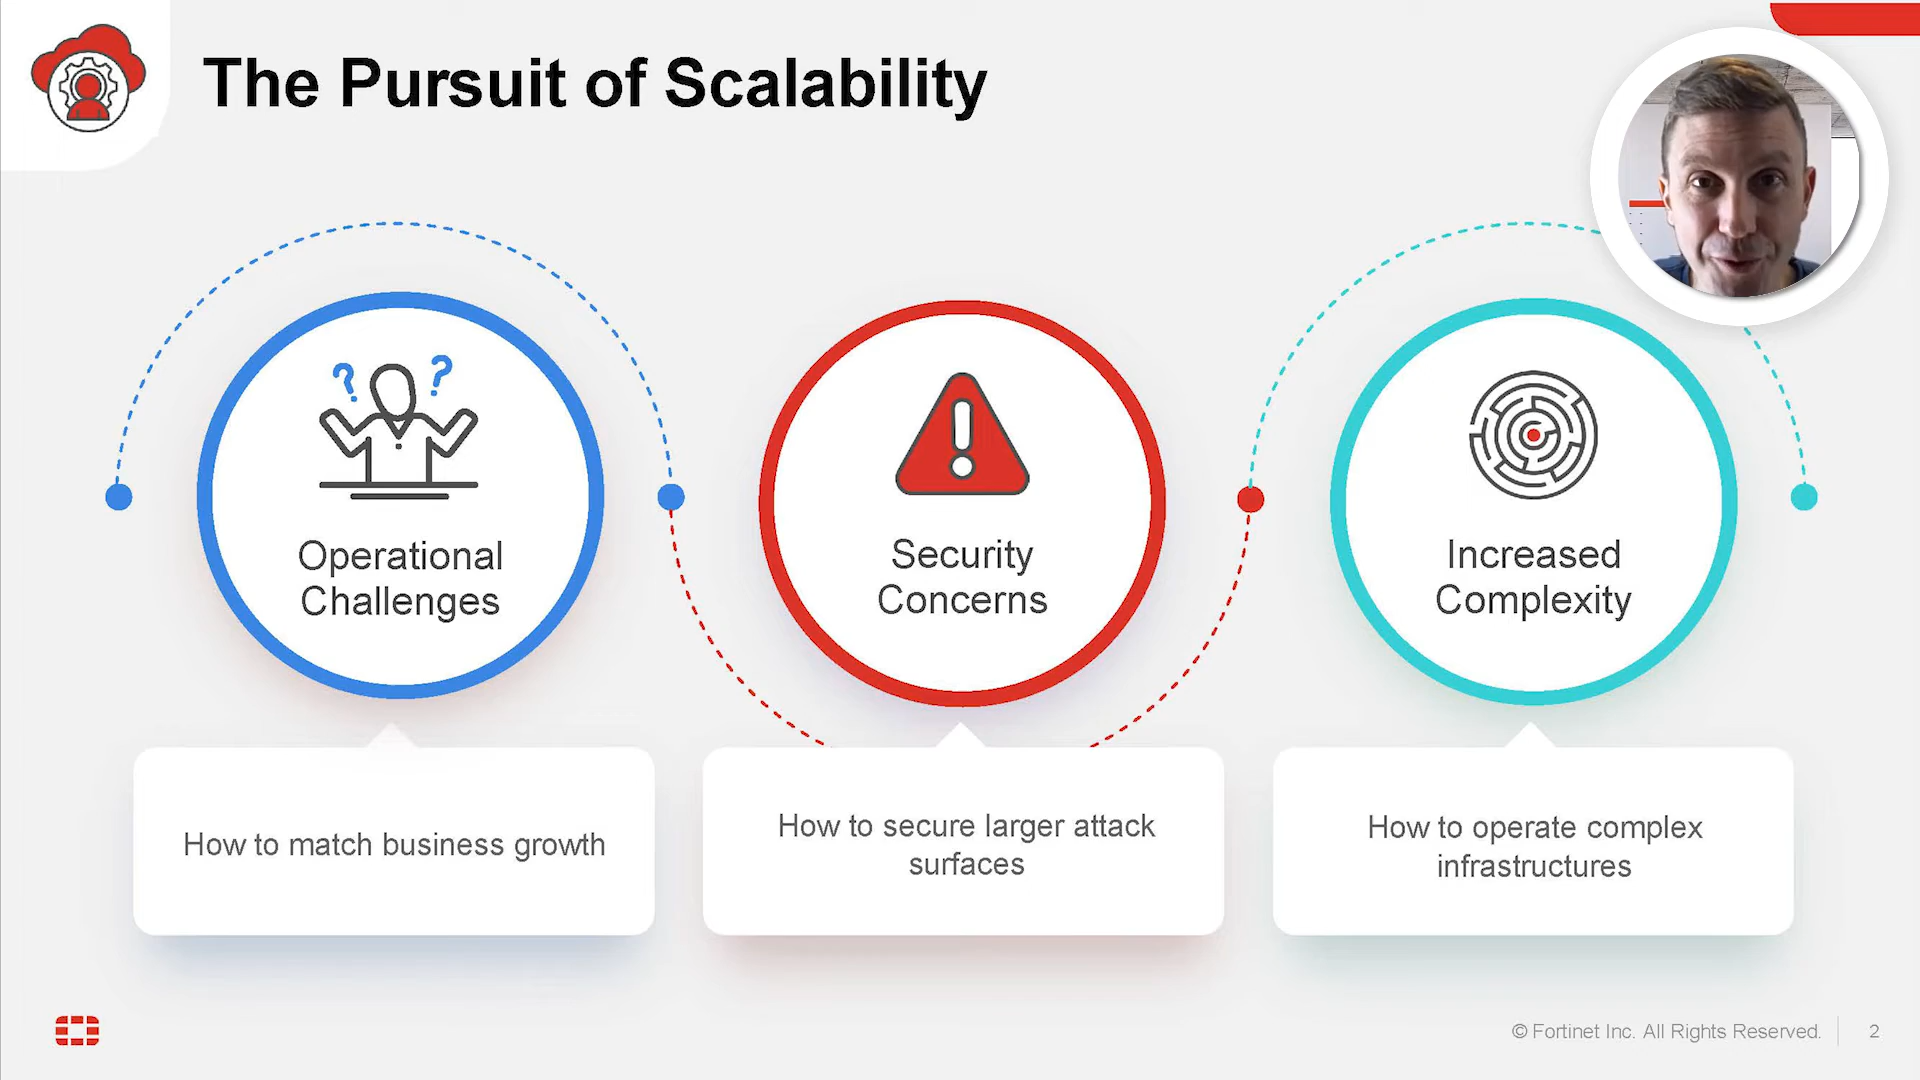 The Pursuit of Scalability
? ?
Operational
Challenges
Security
Concerns
Increased
Complexity
How to match business growth
How to secure larger attack
surfaces
How to operate complex
infrastructures
© Fortinet Inc. All Rights Reserved.
2